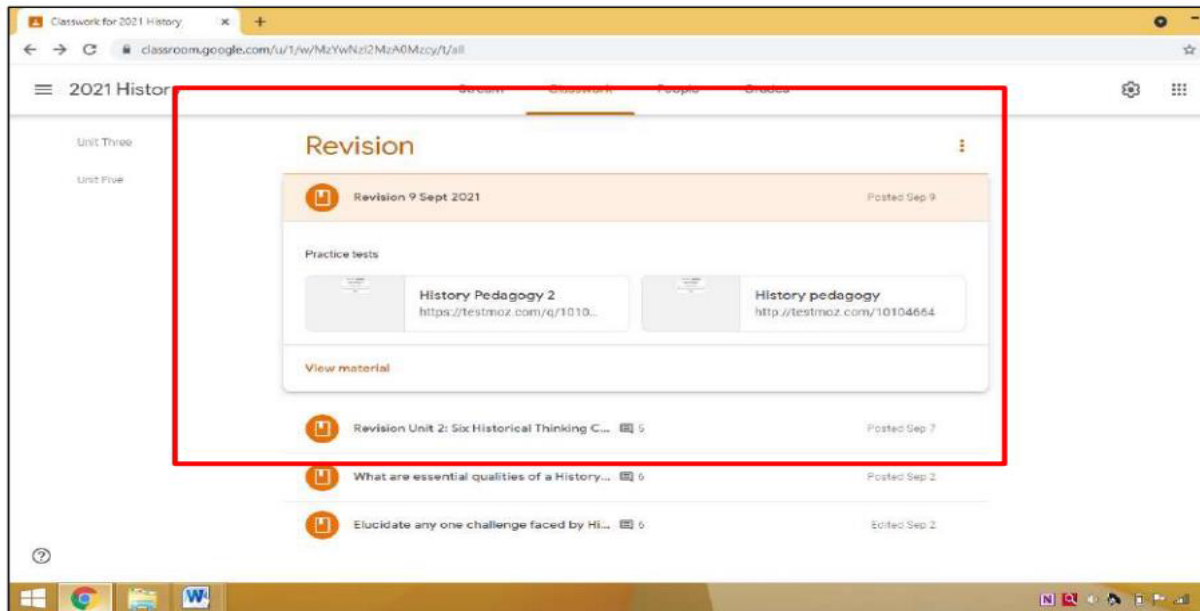 Classwork for 2021 History
classroom.google.com/u/1/w/MzYwNzI2MzA0Mzcy/t/all
2021 History
Stream Classwork People Grades
Unit Three
Unit Five
Revision
Revision 9 Sept 2021 Posted Sep 9
Practice tests
History Pedagogy 2 History pedagogy
https://testmoz.com/q/1010... http://testmoz.com/10104664
View material
Revision Unit 2: Six Historical Thinking C... 5 Posted Sep 7
What are essential qualities of a History... 6 Posted Sep 2
Elucidate any one challenge faced by Hi... 6 Edited Sep 2